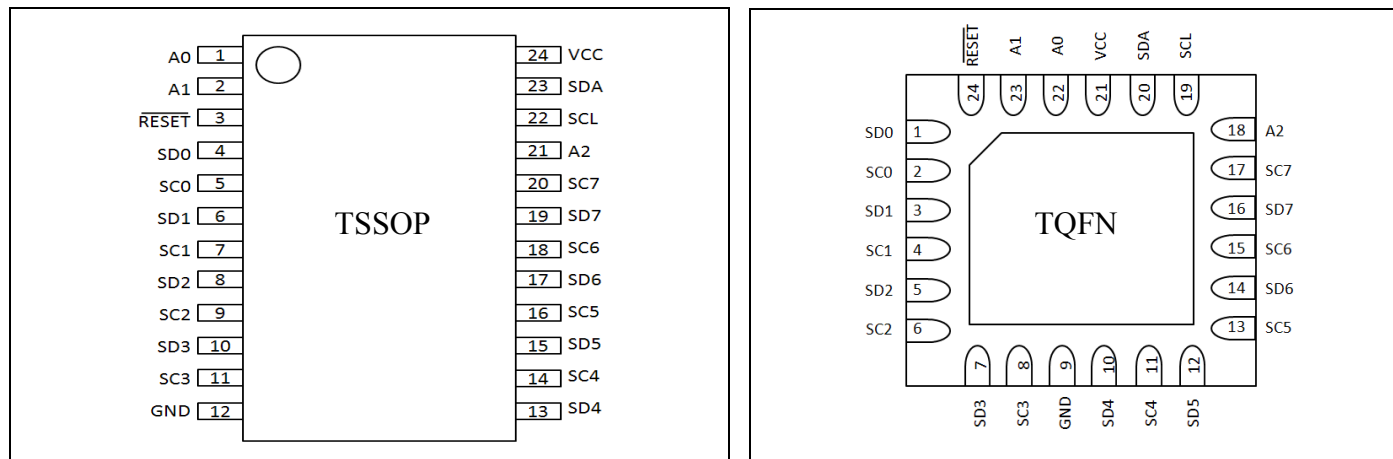 A0 1 24 VCC
A1 2 23 SDA
RESET 3 22 SCL
SD0 4 21 A2
SC0 5 20 SC7
SD1 6 19 SD7
TSSOP
SC1 7 18 SC6
SD2 8 17 SD6
SC2 9 16 SC5
SD3 10 15 SD5
SC3 11 14 SC4
GND 12 13 SD4
RESET A1 A0 VCC SDA SCL
24 23 22 21 20 19
SD0 1 18 A2
SC0 2 17 SC7
SD1 3 16 SD7
TQFN
SC1 4 15 SC6
SD2 5 14 SD6
SC2 6 13 SC5
7 8 9 10 11 12
SD3 SC3 GND SD4 SC4 SD5